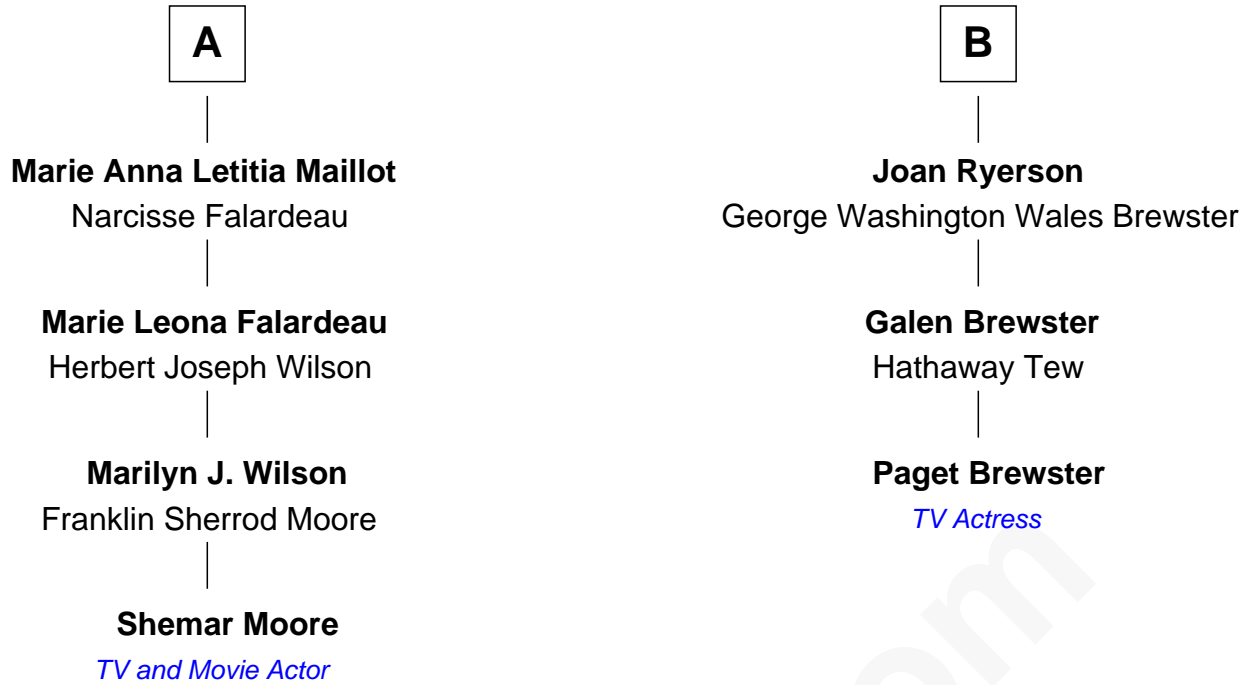 A
Marie Anna Letitia Maillot
Narcisse Falardeau
Marie Leona Falardeau
Herbert Joseph Wilson
Marilyn J. Wilson
Franklin Sherrod Moore
Shemar Moore
TV and Movie Actor
B
Joan Ryerson
George Washington Wales Brewster
Galen Brewster
Hathaway Tew
Paget Brewster
TV Actress
om